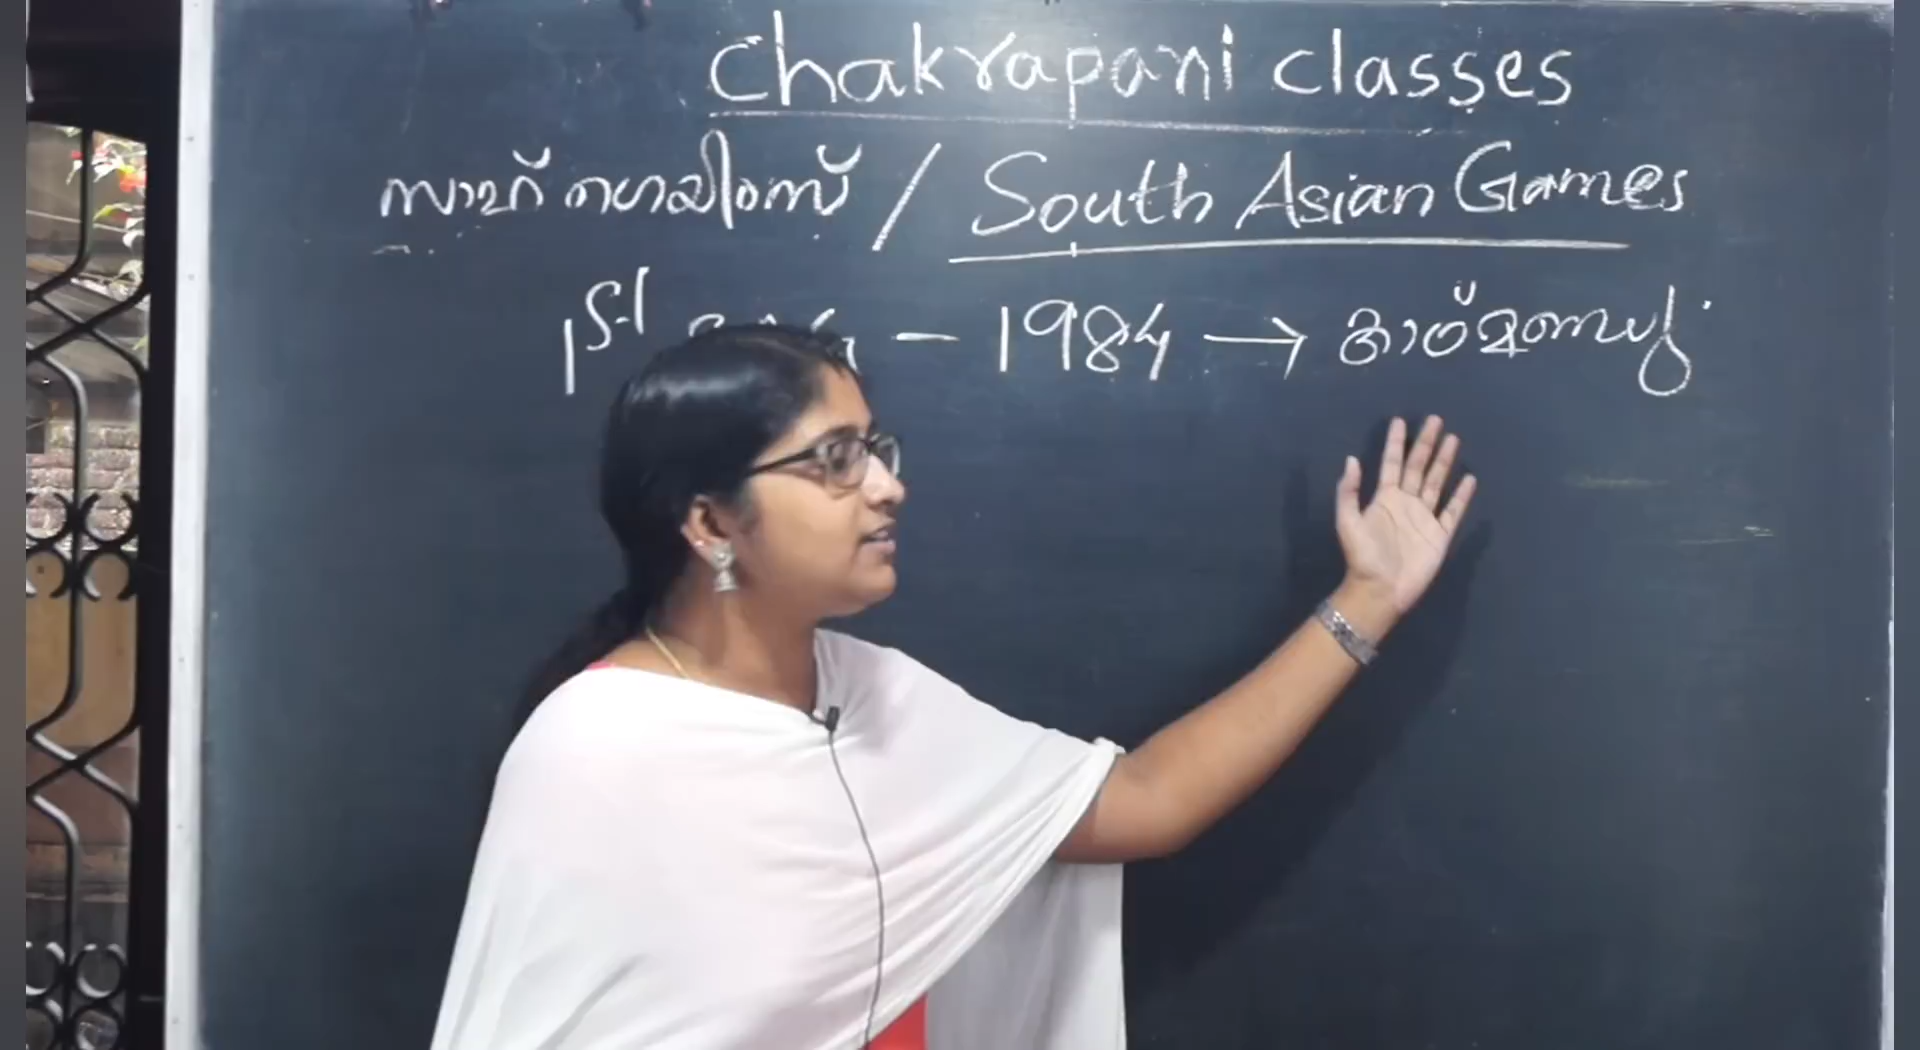 Chakrapani classes
സാഫ് ഗെയിംസ് / South Asian Games
1st – 1984 → കാഠ്മണ്ഡു